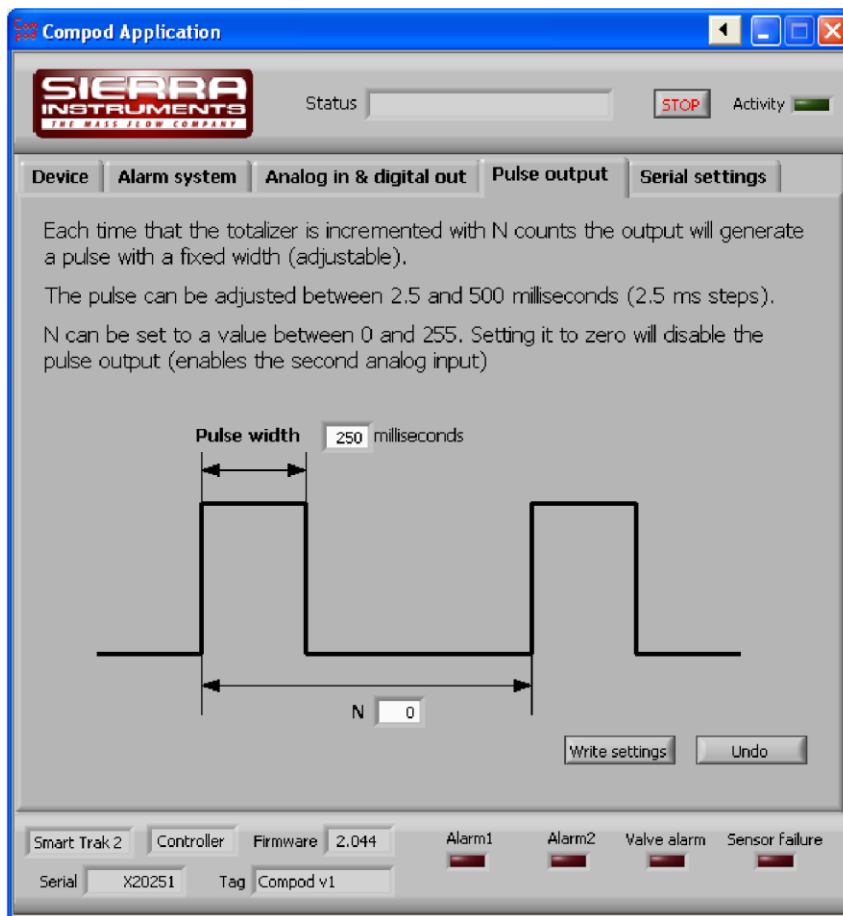 Compod Application
SIERRA
INSTRUMENTS
THE MASS FLOW COMPANY
Status
STOP
Activity
Device
Alarm system
Analog in & digital out
Pulse output
Serial settings
Each time that the totalizer is incremented with N counts the output will generate
a pulse with a fixed width (adjustable).
The pulse can be adjusted between 2.5 and 500 milliseconds (2.5 ms steps).
N can be set to a value between 0 and 255. Setting it to zero will disable the
pulse output (enables the second analog input)
Pulse width 250 milliseconds
N 0
Write settings
Undo
Smart Trak 2
Controller
Firmware 2.044
Alarm1
Alarm2
Valve alarm
Sensor failure
Serial X20251
Tag Compod v1